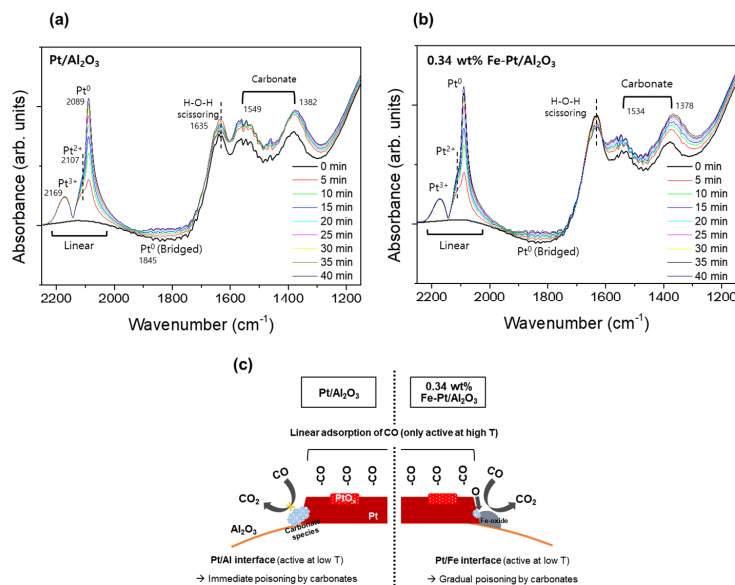 (a)
Pt/Al₂O₃
Absorbance (arb. units)
Pt⁰
2089
Pt²⁺
2107
Pt³⁺
2169
Linear
Pt⁰ (Bridged)
1845
H-O-H
scissoring
1635
Carbonate
1549
1382
0 min
5 min
10 min
15 min
20 min
25 min
30 min
35 min
40 min
2200 2000 1800 1600 1400 1200
Wavenumber (cm⁻¹)
(b)
0.34 wt% Fe-Pt/Al₂O₃
Absorbance (arb. units)
Pt⁰
Pt²⁺
Pt³⁺
Linear
Pt⁰ (Bridged)
H-O-H
scissoring
Carbonate
1534
1378
0 min
5 min
10 min
15 min
20 min
25 min
30 min
35 min
40 min
2200 2000 1800 1600 1400 1200
Wavenumber (cm⁻¹)
(c)
Pt/Al₂O₃
0.34 wt%
Fe-Pt/Al₂O₃
Linear adsorption of CO (only active at high T)
-CO -CO -CO -CO -CO -CO
CO
CO₂
PtOₓ
Pt
Carbonate
species
Al₂O₃
O
CO
CO₂
Fe-oxide
Pt/Al interface (active at low T)
→ Immediate poisoning by carbonates
Pt/Fe interface (active at low T)
→ Gradual poisoning by carbonates